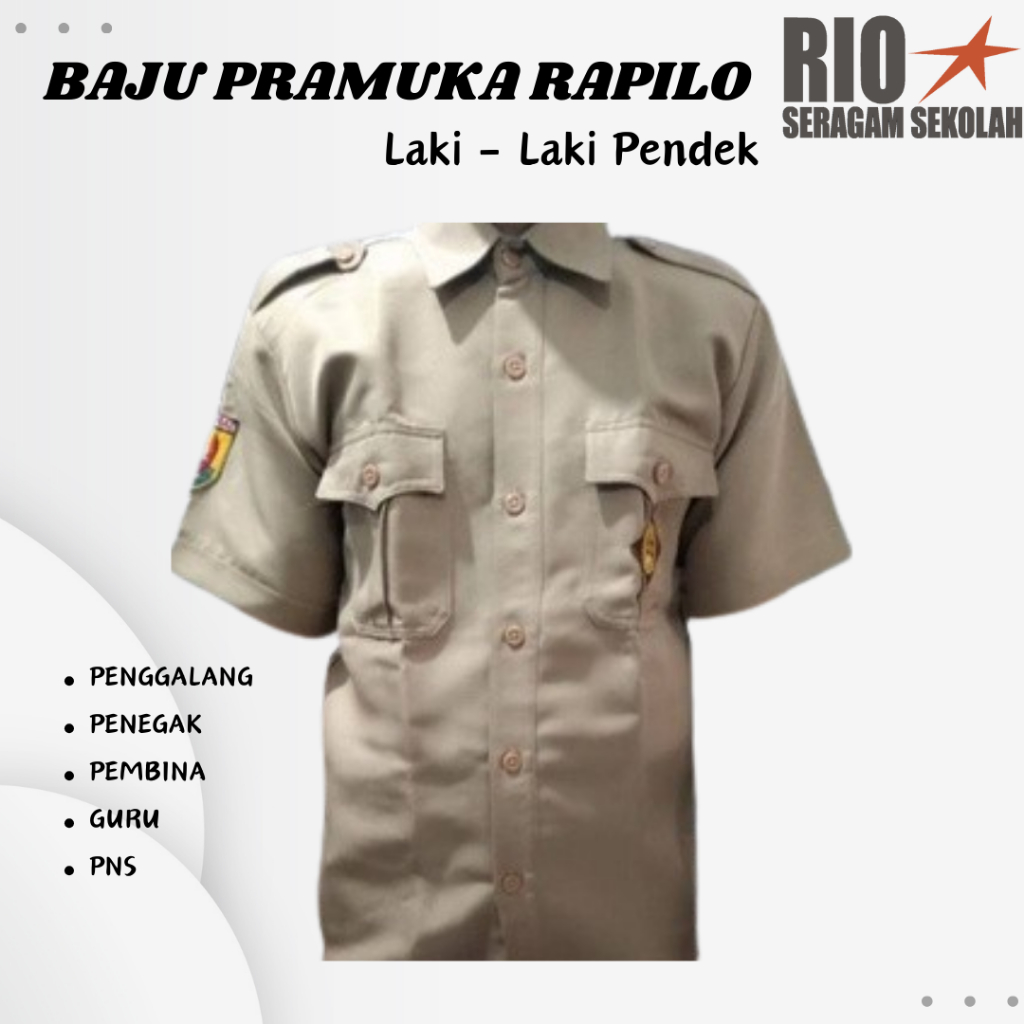 BAJU PRAMUKA RAPILO
Laki - Laki Pendek
RIO
SERAGAM SEKOLAH
• PENGGALANG
• PENEGAK
• PEMBINA
• GURU
• PNS